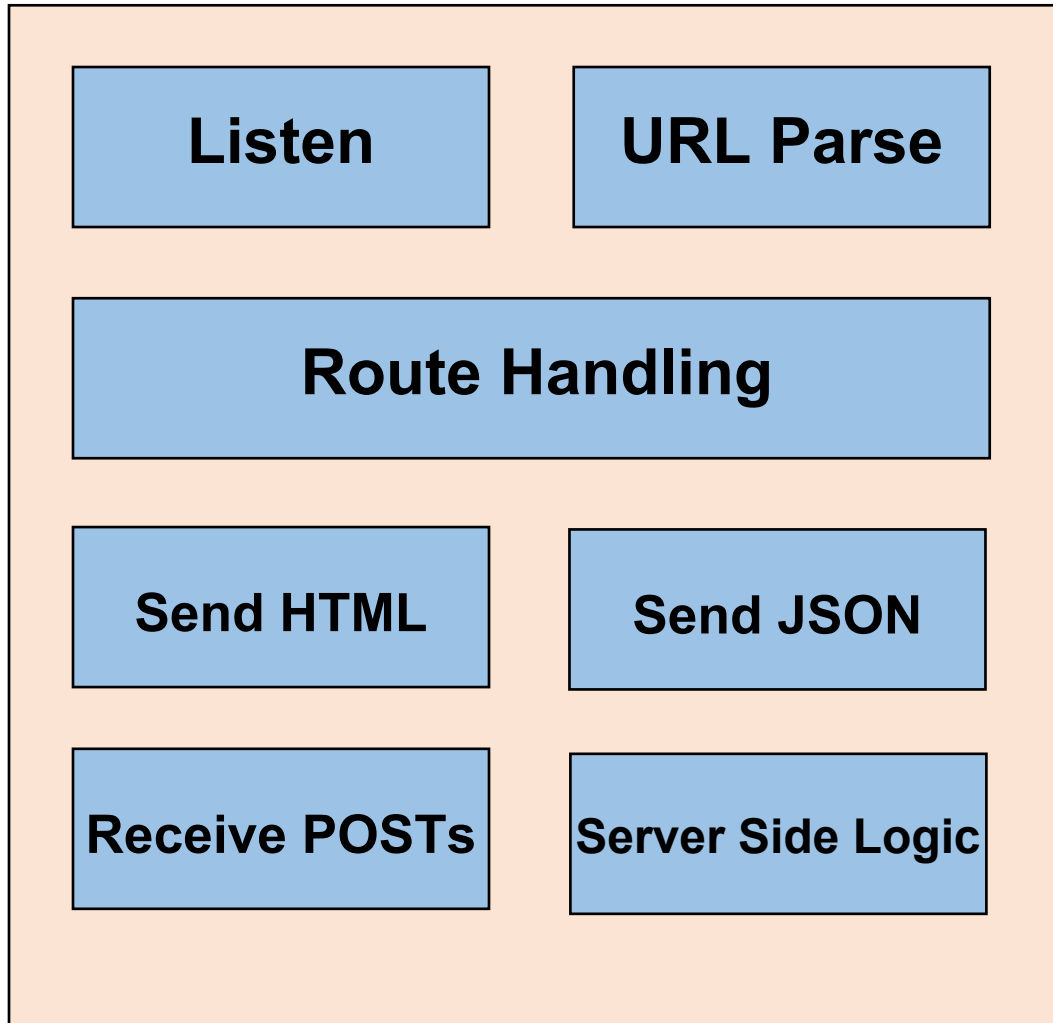 Listen
URL Parse
Route Handling
Send HTML
Send JSON
Receive POSTs
Server Side Logic